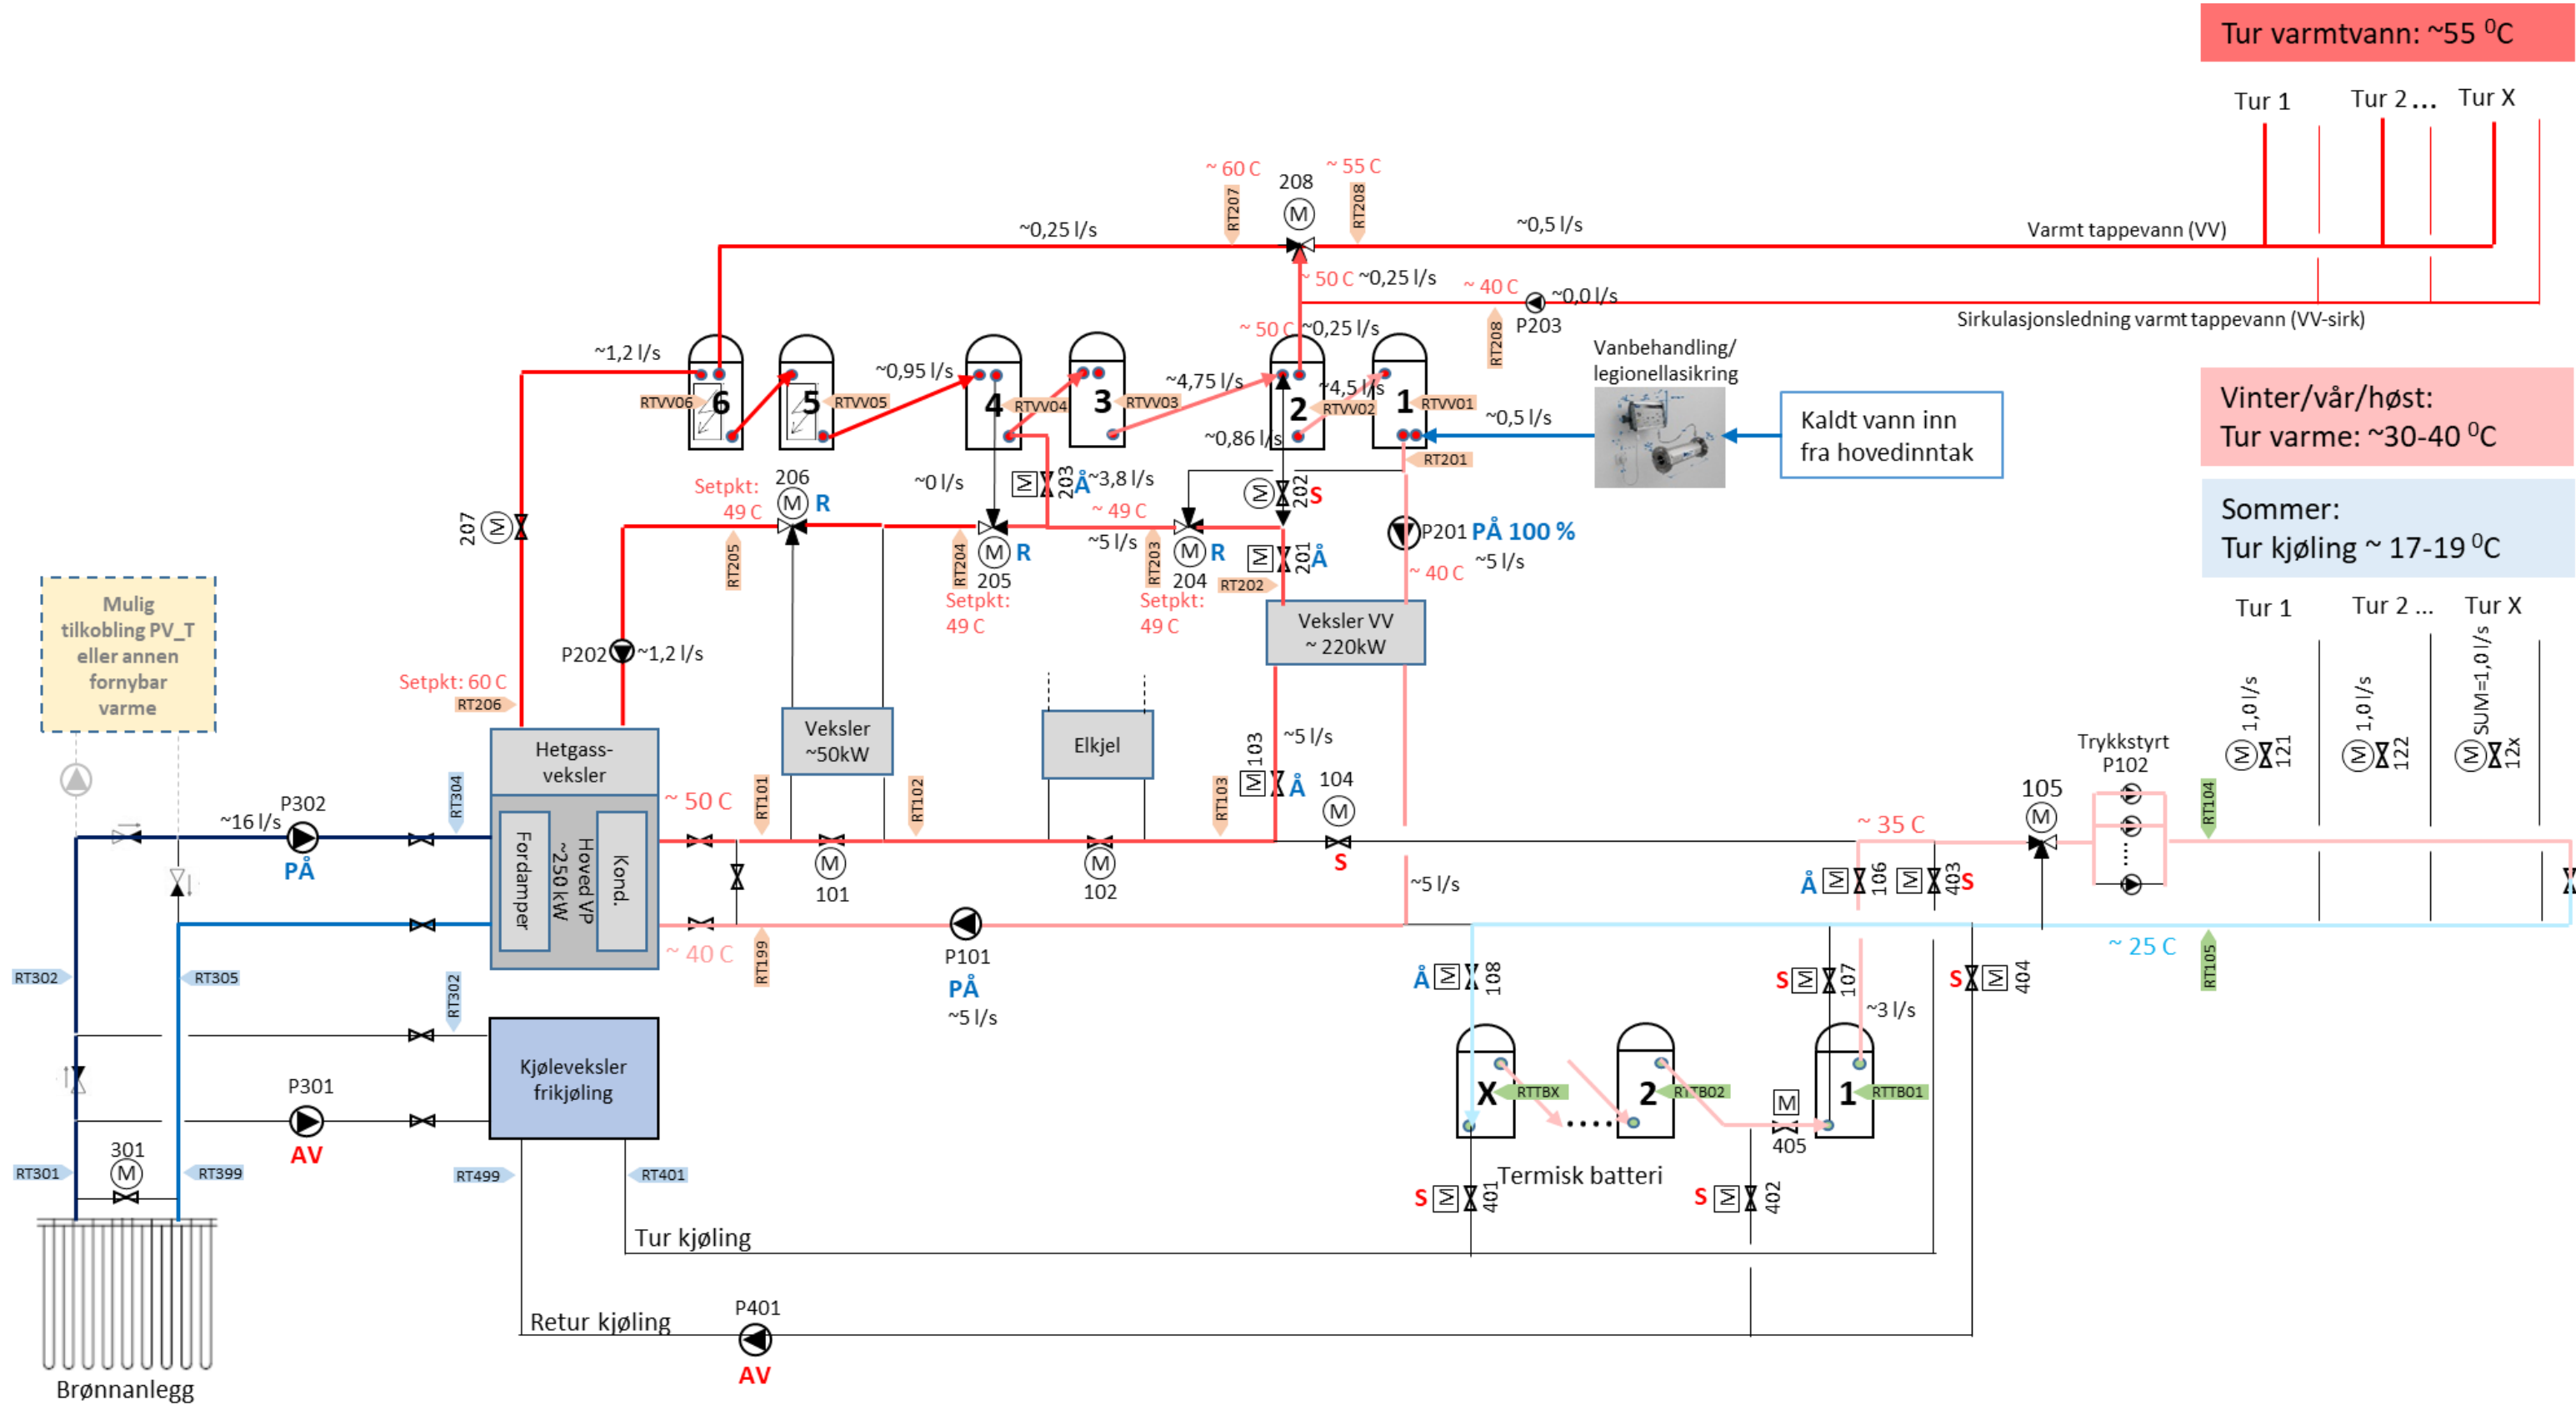 Tur varmtvann: ~55 ⁰C
Tur 1
Tur 2 ...
Tur X
~ 60 C
~ 55 C
208
RT207
M
RT208
~0,25 l/s
~0,5 l/s
Varmt tappevann (VV)
~ 50 C
~0,25 l/s
~ 40 C
~0,0 l/s
P203
RT208
Sirkulasjonsledning varmt tappevann (VV-sirk)
~ 50 C
~0,25 l/s
~1,2 l/s
~0,95 l/s
~4,75 l/s
~4,5 l/s
Vanbehandling/
legionellasikring
RTVV06
6
5
RTVV05
4
RTVV04
3
RTVV03
2
RTVV02
1
RTVV01
~0,5 l/s
Kaldt vann inn
fra hovedinntak
Vinter/vår/høst:
Tur varme: ~30-40 ⁰C
Sommer:
Tur kjøling ~ 17-19 ⁰C
~0,86 l/s
RT201
207
M
Setpkt:
49 C
206
M
R
RT205
~0 l/s
M
203
Å
~3,8 l/s
RT204
M
R
205
Setpkt:
49 C
~ 49 C
~5 l/s
RT203
M
R
204
Setpkt:
49 C
M
202
S
M
201
Å
RT202
P201
PÅ 100 %
~5 l/s
~ 40 C
Veksler VV
~ 220kW
Mulig
tilkobling PV_T
eller annen
fornybar
varme
P202
~1,2 l/s
Setpkt: 60 C
RT206
Hetgass-
veksler
Fordamper
Hoved VP
~250 kW
Kond.
Veksler
~50kW
Elkjel
~ 50 C
RT101
M
101
RT102
M
102
RT103
M
103
Å
~5 l/s
104
M
S
Tur 1
Tur 2 ...
Tur X
1,0 l/s
M
121
1,0 l/s
M
122
SUM=1,0 l/s
M
12x
Trykkstyrt
P102
105
M
RT104
~ 35 C
Å
M
106
M
403
S
~16 l/s
P302
PÅ
RT304
~ 40 C
RT199
P101
PÅ
~5 l/s
~5 l/s
~ 25 C
RT105
RT302
RT305
RT302
Å
M
108
S
M
107
S
M
404
~3 l/s
Kjøleveksler
frikjøling
P301
AV
X
RTTBX
2
RTTB02
M
405
1
RTTB01
301
M
RT301
RT399
RT499
RT401
Termisk batteri
S
M
401
S
M
402
Tur kjøling
Retur kjøling
P401
AV
Brønnanlegg